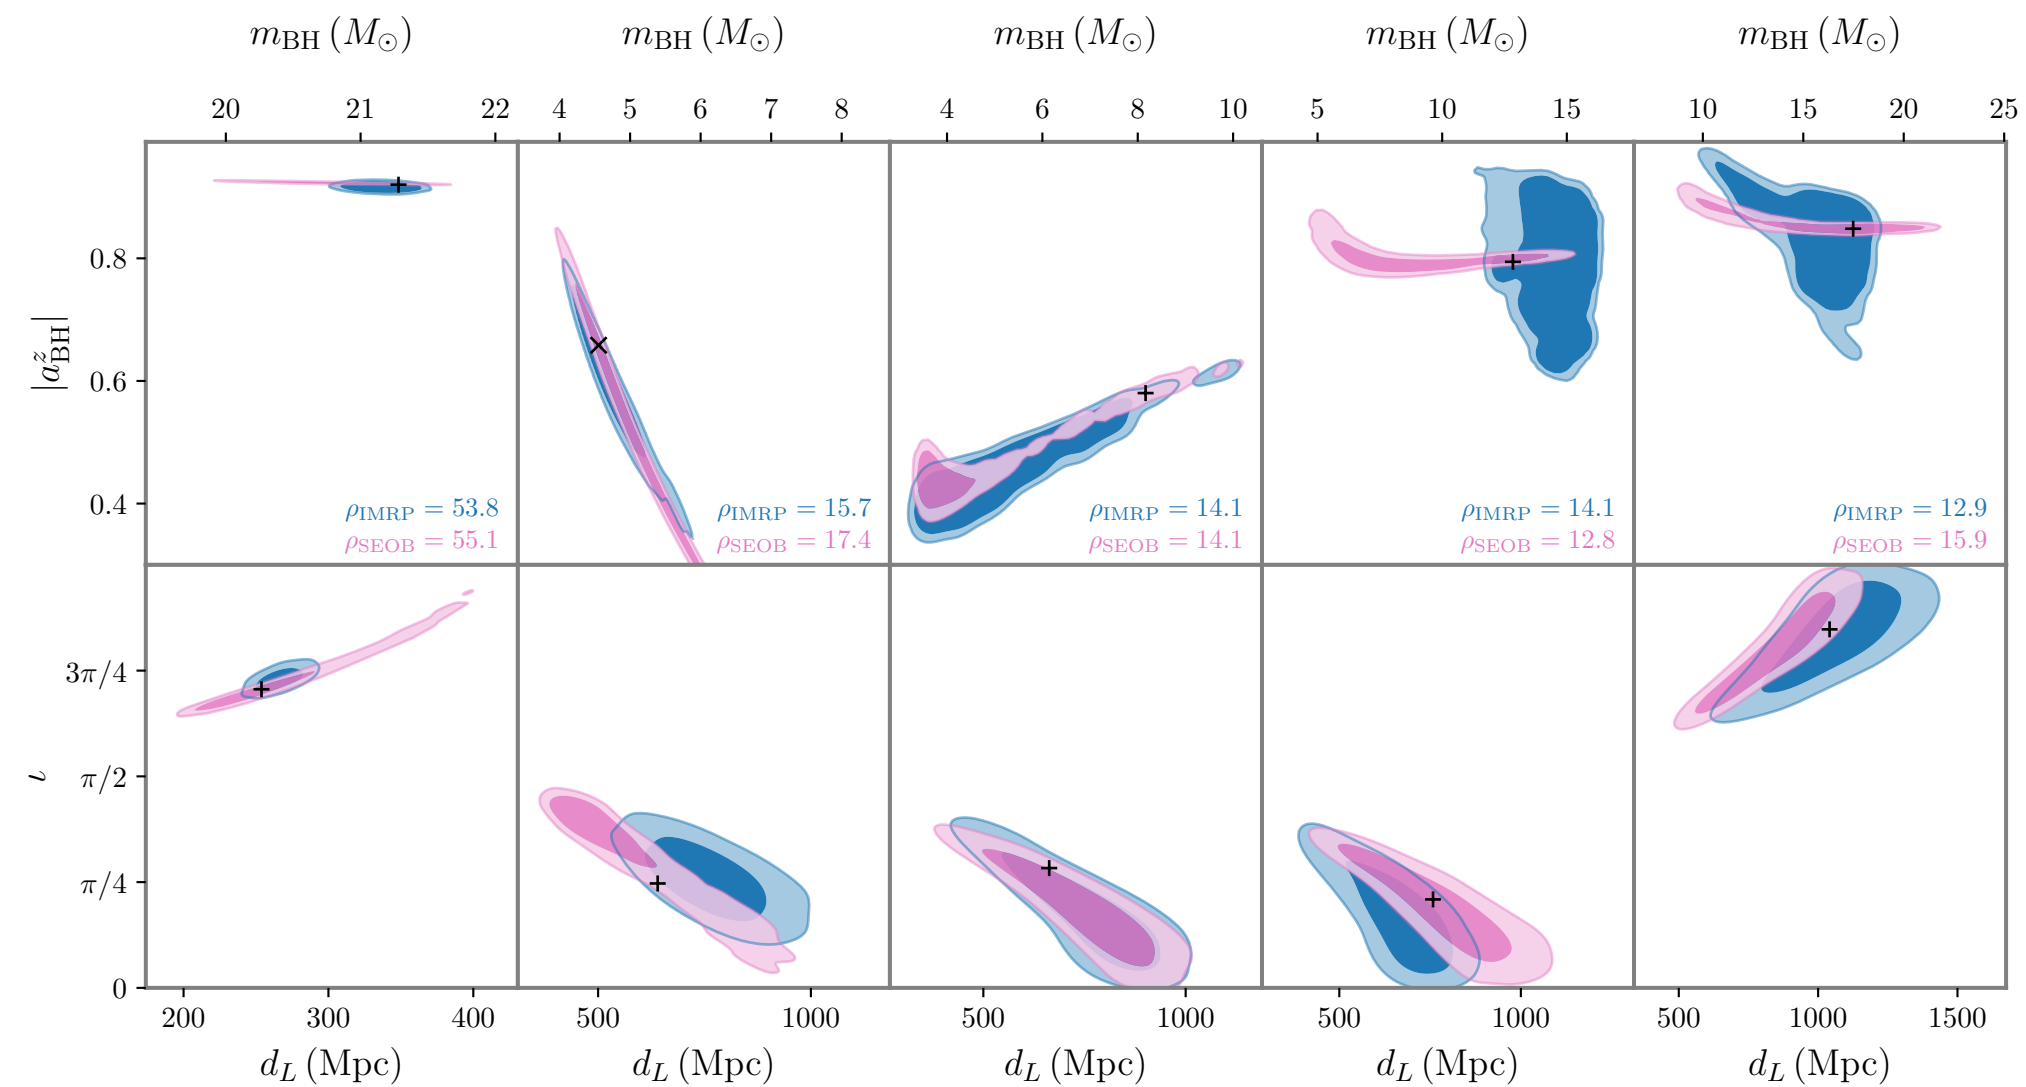 m_BH (M_⊙) m_BH (M_⊙) m_BH (M_⊙) m_BH (M_⊙) m_BH (M_⊙)
20 21 22 4 5 6 7 8 4 6 8 10 5 10 15 10 15 20 25
0.8
|a^z_BH|
0.6
0.4
ρ_IMRP = 53.8 ρ_IMRP = 15.7 ρ_IMRP = 14.1 ρ_IMRP = 14.1 ρ_IMRP = 12.9
ρ_SEOB = 55.1 ρ_SEOB = 17.4 ρ_SEOB = 14.1 ρ_SEOB = 12.8 ρ_SEOB = 15.9
3π/4
ι π/2
π/4
0
200 300 400 500 1000 500 1000 500 1000 500 1000 1500
d_L (Mpc) d_L (Mpc) d_L (Mpc) d_L (Mpc) d_L (Mpc)